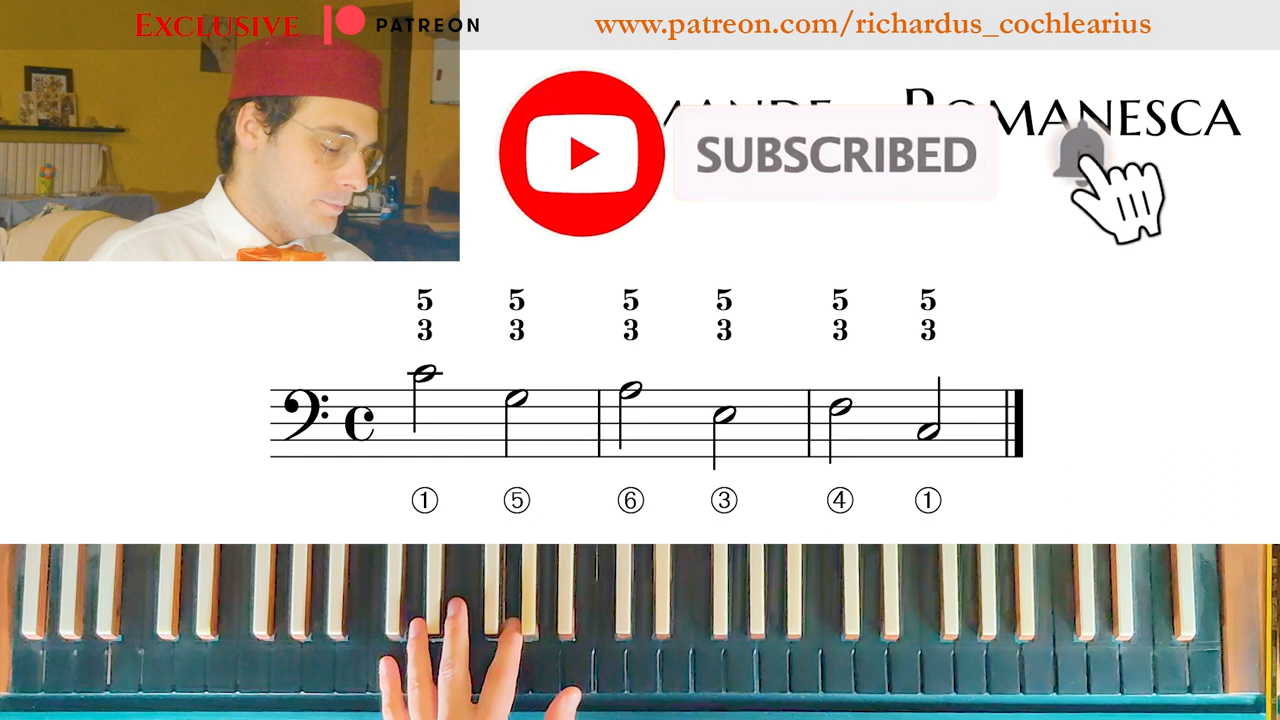 EXCLUSIVE PATREON www.patreon.com/richardus_cochlearius
ROMANESCA
SUBSCRIBED
5 5 5 5 5 5
3 3 3 3 3 3
① ⑤ ⑥ ③ ④ ①